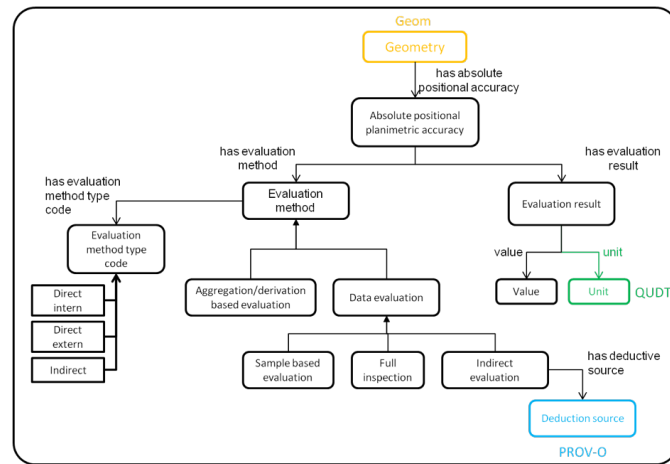 Geom
Geometry
has absolute
positional accuracy
Absolute positional
planimetric accuracy
has evaluation
method
has evaluation
result
has evaluation
method type
code
Evaluation
method
Evaluation result
Evaluation
method type
code
value
unit
Direct
intern
Aggregation/derivation
based evaluation
Data evaluation
Value
Unit
QUDT
Direct
extern
Indirect
Sample based
evaluation
Full
inspection
Indirect evaluation
has deductive
source
Deduction source
PROV-O